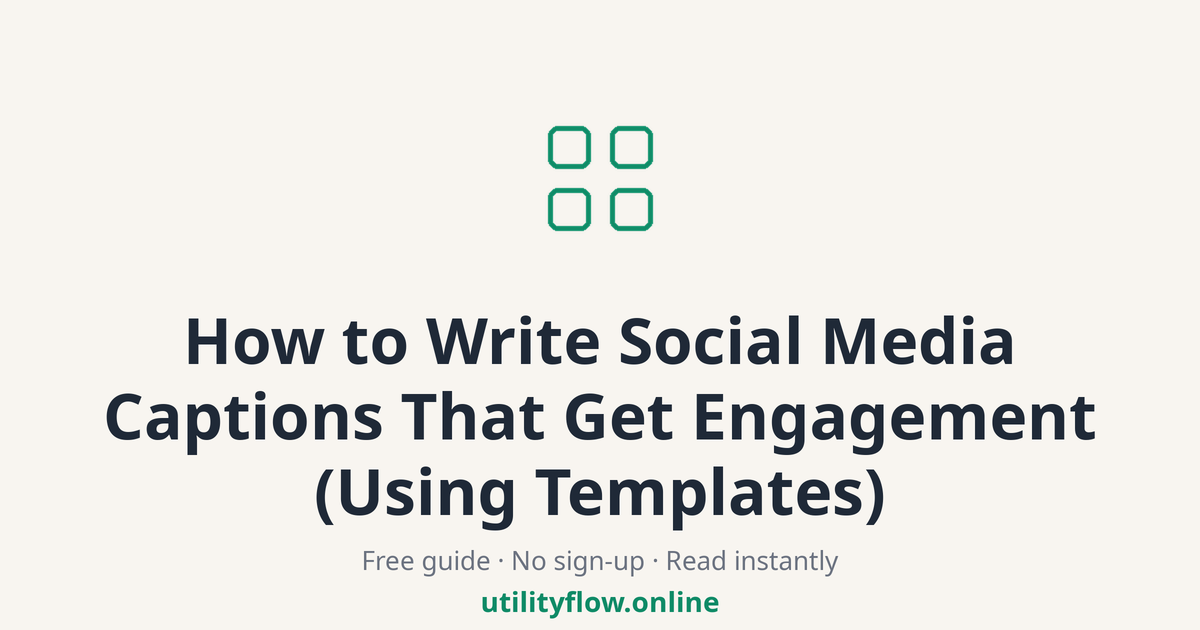 How to Write Social Media
Captions That Get Engagement
(Using Templates)
Free guide · No sign-up · Read instantly
utilityflow.online